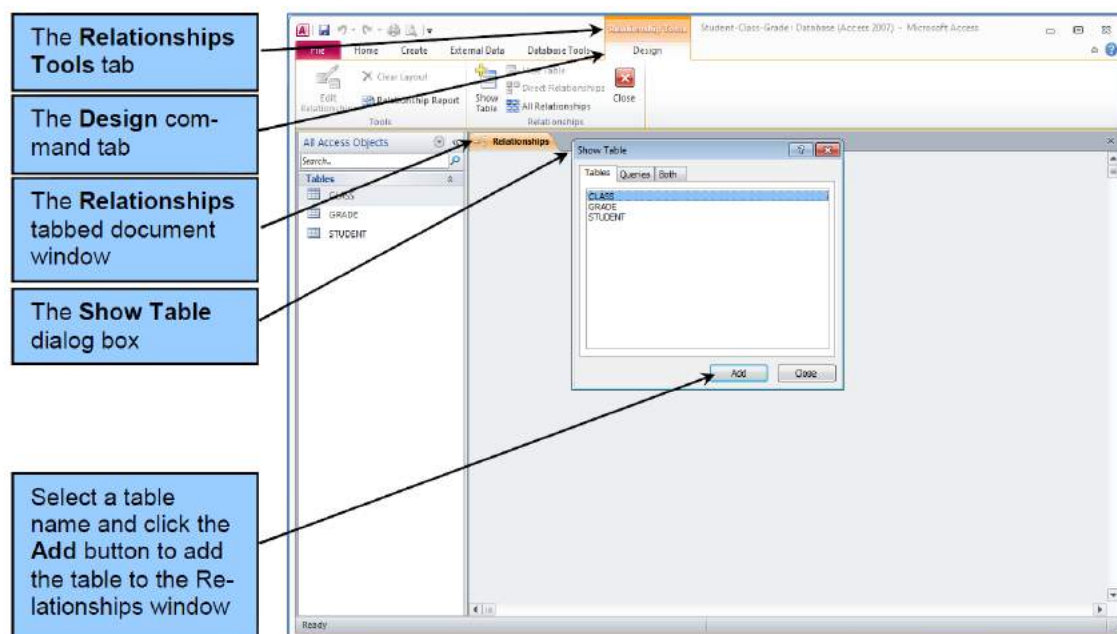 The Relationships
Tools tab
The Design com-
mand tab
The Relationships
tabbed document
window
The Show Table
dialog box
Select a table
name and click the
Add button to add
the table to the Re-
lationships window
Relationship Tools
Student-Class-Grade : Database (Access 2007) - Microsoft Access
File Home Create External Data Database Tools Design
Edit
Relationships
Clear Layout
Relationship Report
Tools
Show
Table
Hide Table
Direct Relationships
All Relationships
Close
Relationships
All Access Objects
Search...
Tables
CLASS
GRADE
STUDENT
Relationships
Show Table
Tables Queries Both
CLASS
GRADE
STUDENT
Add Close
Ready